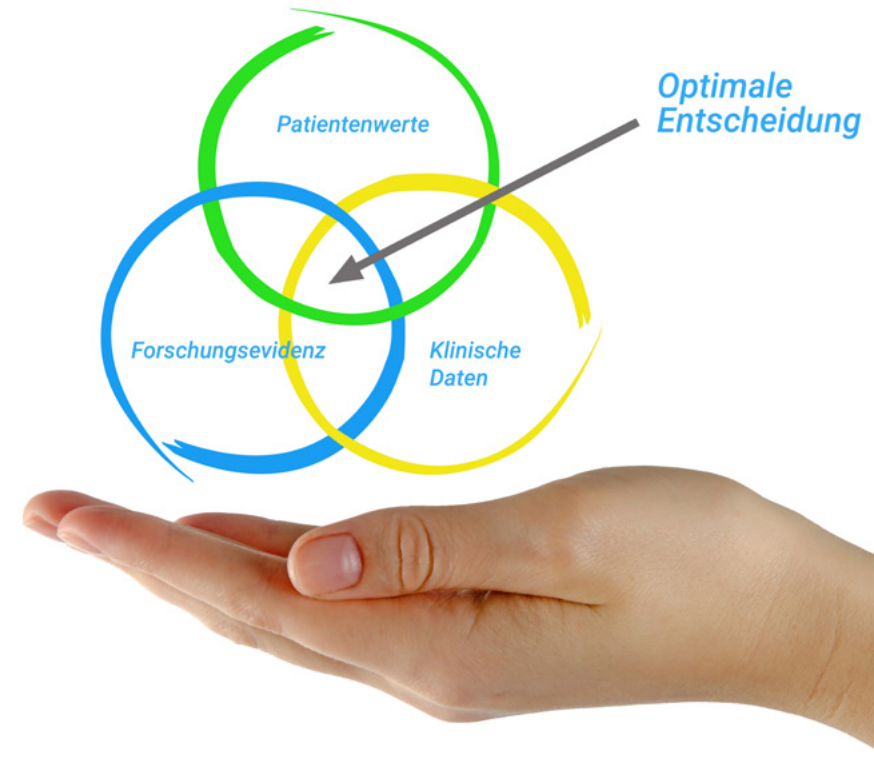 Optimale
Entscheidung
Patientenwerte
Forschungsevidenz
Klinische
Daten